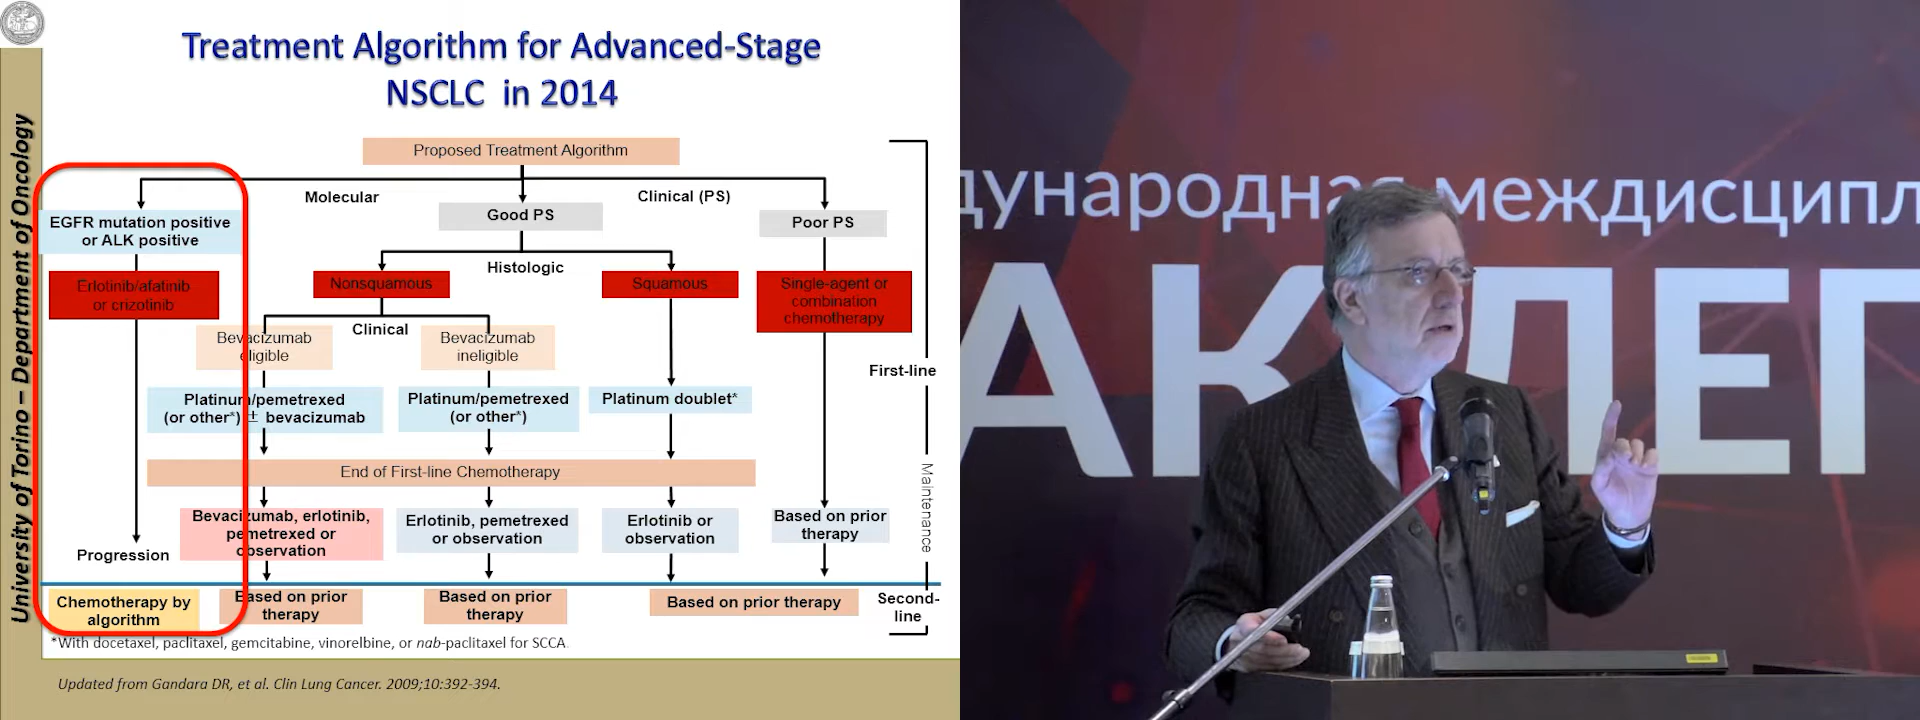 University of Torino – Department of Oncology
Treatment Algorithm for Advanced-Stage
NSCLC in 2014
Proposed Treatment Algorithm
Molecular
Clinical (PS)
EGFR mutation positive
or ALK positive
Good PS
Poor PS
Histologic
Erlotinib/afatinib
or crizotinib
Nonsquamous
Squamous
Single-agent or
combination
chemotherapy
Clinical
Bevacizumab
eligible
Bevacizumab
ineligible
First-line
Platinum/pemetrexed
(or other*) ± bevacizumab
Platinum/pemetrexed
(or other*)
Platinum doublet*
End of First-line Chemotherapy
Maintenance
Bevacizumab, erlotinib,
pemetrexed or
observation
Erlotinib, pemetrexed
or observation
Erlotinib or
observation
Based on prior
therapy
Progression
Chemotherapy by
algorithm
Based on prior
therapy
Based on prior
therapy
Based on prior therapy
Second-
line
*With docetaxel, paclitaxel, gemcitabine, vinorelbine, or nab-paclitaxel for SCCA.
Updated from Gandara DR, et al. Clin Lung Cancer. 2009;10:392-394.
дународная междисципл
АК ЛЕГ